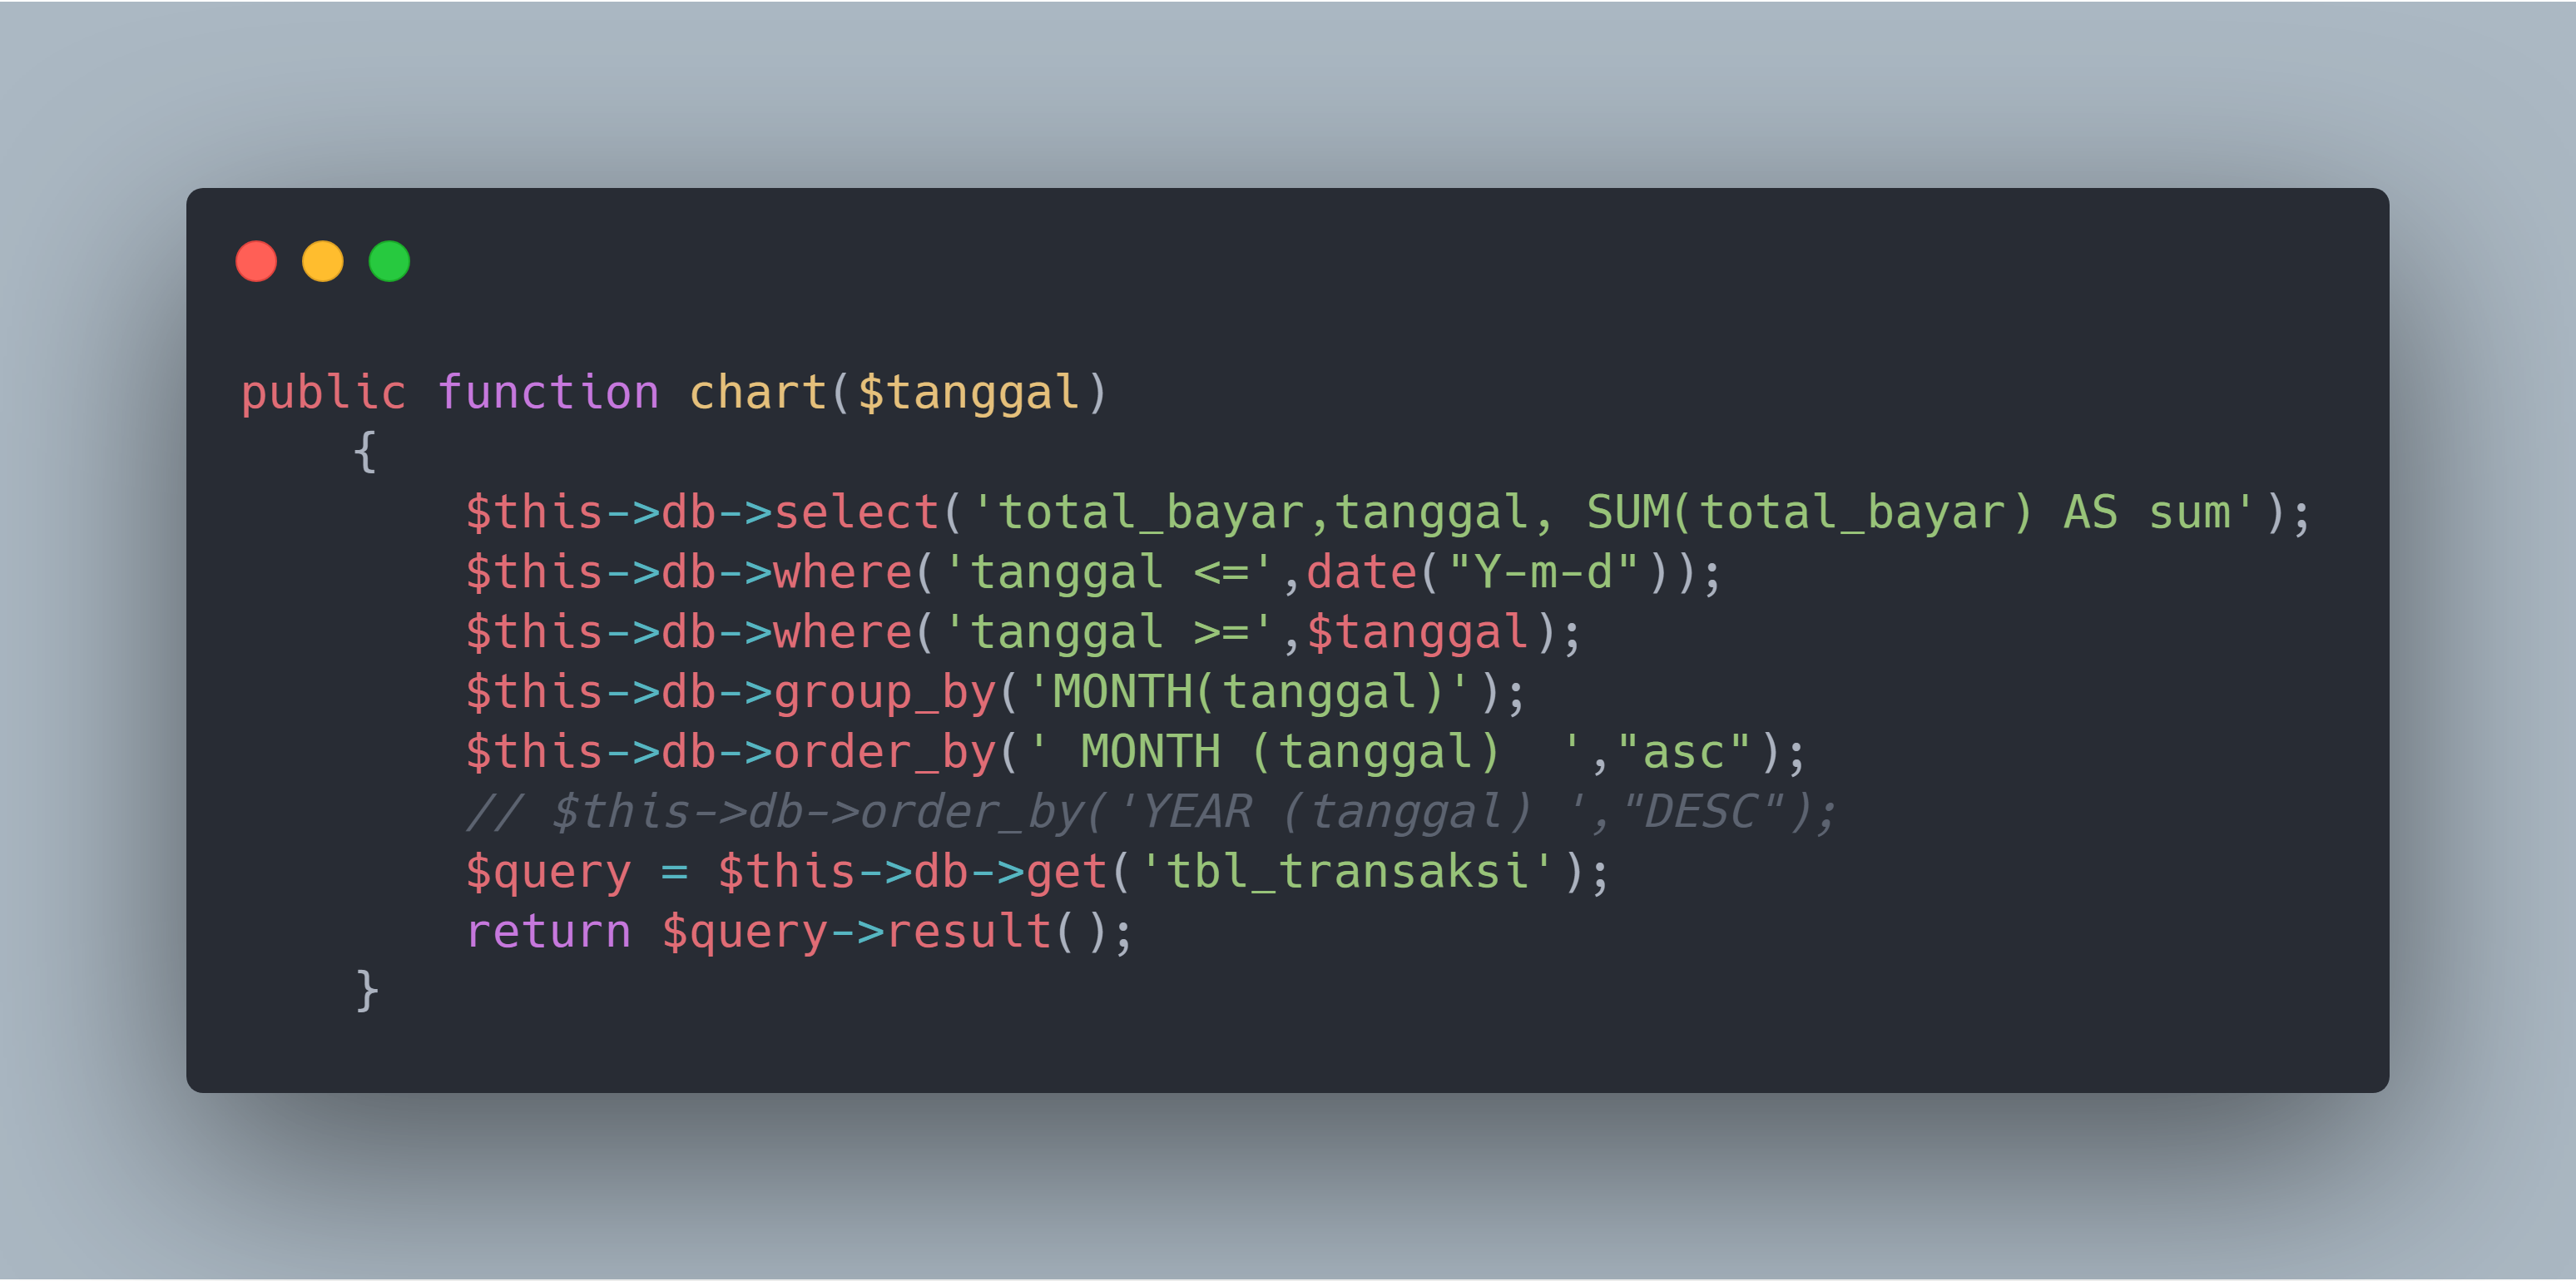 public function chart($tanggal)
    {
        $this->db->select('total_bayar,tanggal, SUM(total_bayar) AS sum');
        $this->db->where('tanggal <=',date("Y-m-d"));
        $this->db->where('tanggal >=',$tanggal);
        $this->db->group_by('MONTH(tanggal)');
        $this->db->order_by(' MONTH (tanggal)  ',"asc");
        // $this->db->order_by('YEAR (tanggal) ',"DESC");
        $query = $this->db->get('tbl_transaksi');
        return $query->result();
    }